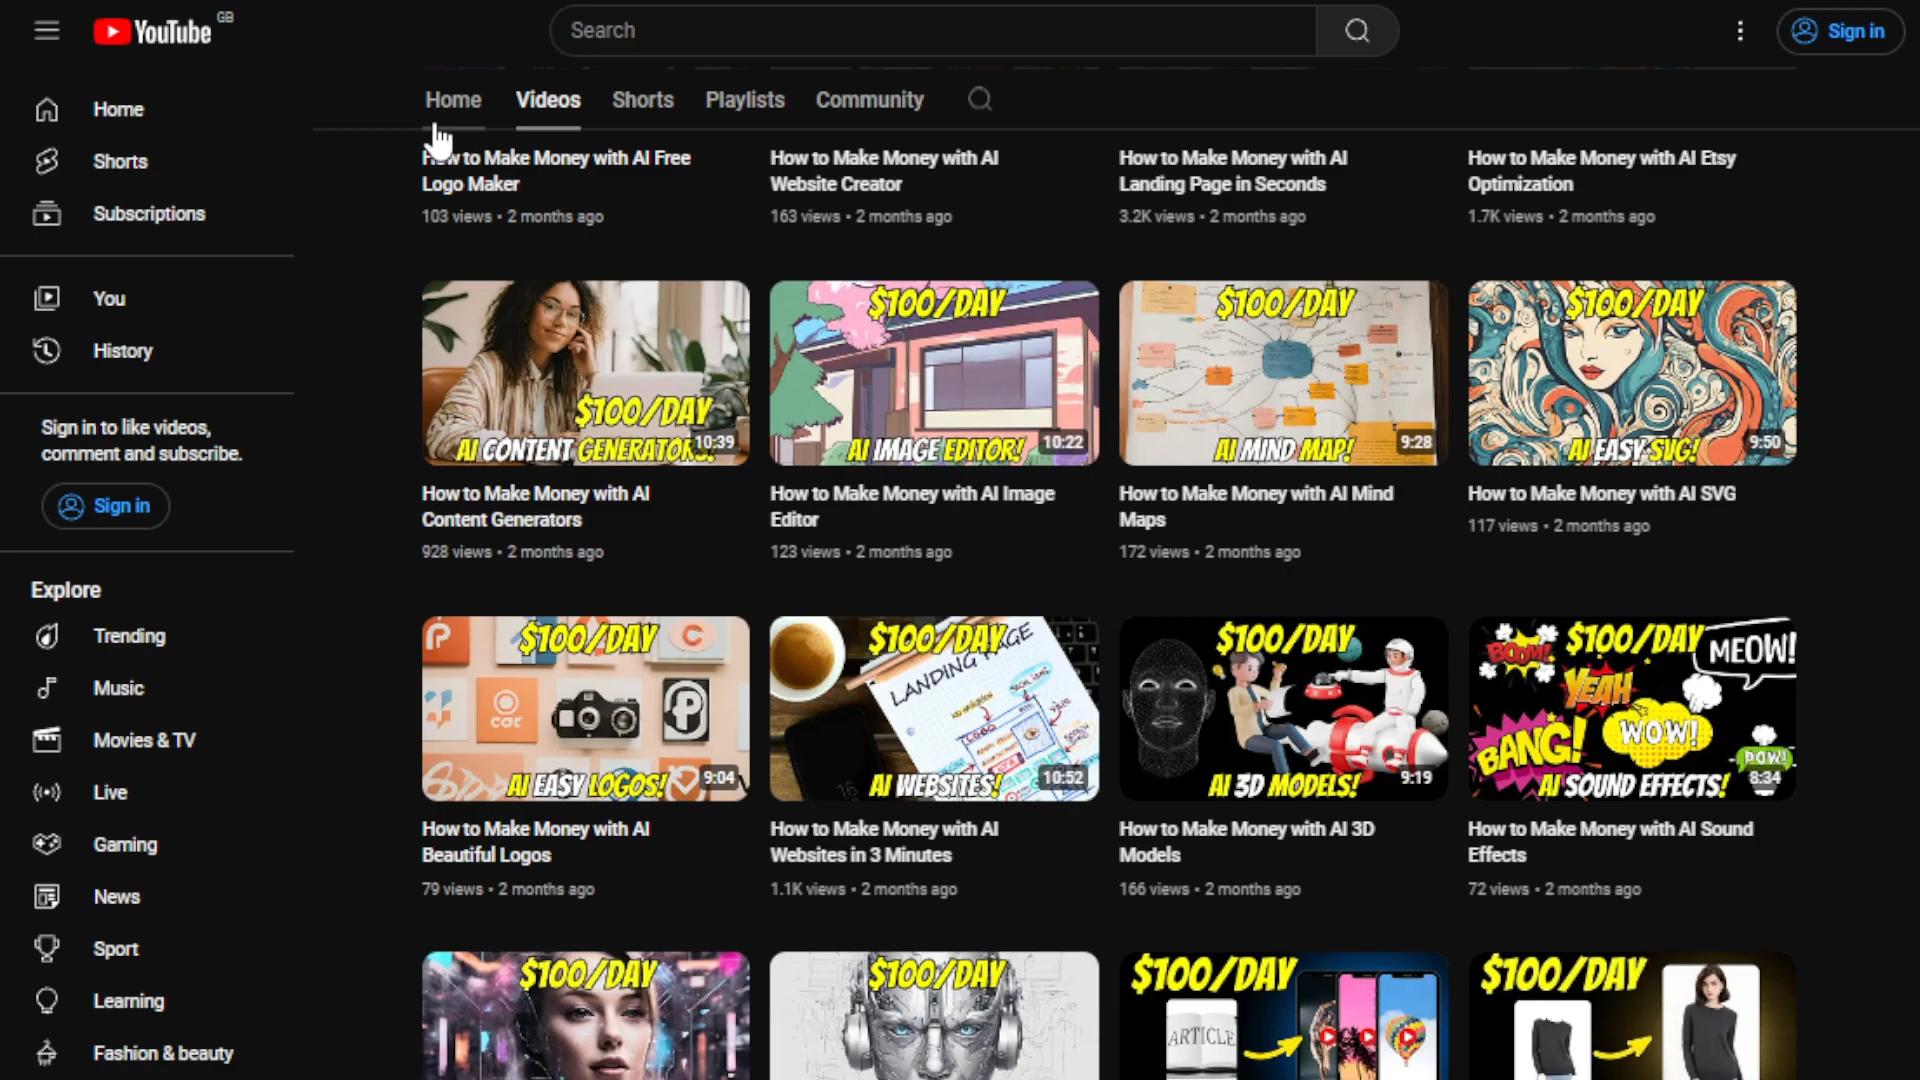 YouTube GB
Search
Sign in
Home
Shorts
Subscriptions
You
History
Sign in to like videos,
comment and subscribe.
Sign in
Explore
Trending
Music
Movies & TV
Live
Gaming
News
Sport
Learning
Fashion & beauty
Home Videos Shorts Playlists Community
How to Make Money with AI Free
Logo Maker
103 views • 2 months ago
How to Make Money with AI
Website Creator
163 views • 2 months ago
How to Make Money with AI
Landing Page in Seconds
3.2K views • 2 months ago
How to Make Money with AI Etsy
Optimization
1.7K views • 2 months ago
$100/DAY
AI CONTENT GENERATORS!
10:39
How to Make Money with AI
Content Generators
928 views • 2 months ago
$100/DAY
AI IMAGE EDITOR!
10:22
How to Make Money with AI Image
Editor
123 views • 2 months ago
$100/DAY
AI MIND MAP!
9:28
How to Make Money with AI Mind
Maps
172 views • 2 months ago
$100/DAY
AI EASY SVG!
9:50
How to Make Money with AI SVG
117 views • 2 months ago
$100/DAY
car
AI EASY LOGOS!
9:04
How to Make Money with AI
Beautiful Logos
79 views • 2 months ago
$100/DAY
LANDING PAGE
AI WEBSITES!
10:52
How to Make Money with AI
Websites in 3 Minutes
1.1K views • 2 months ago
$100/DAY
AI 3D MODELS!
9:19
How to Make Money with AI 3D
Models
166 views • 2 months ago
BOOM!
$100/DAY
MEOW!
YEAH
WOW!
BANG!
POW!
AI SOUND EFFECTS!
8:34
How to Make Money with AI Sound
Effects
72 views • 2 months ago
$100/DAY
$100/DAY
$100/DAY
ARTICLE
$100/DAY